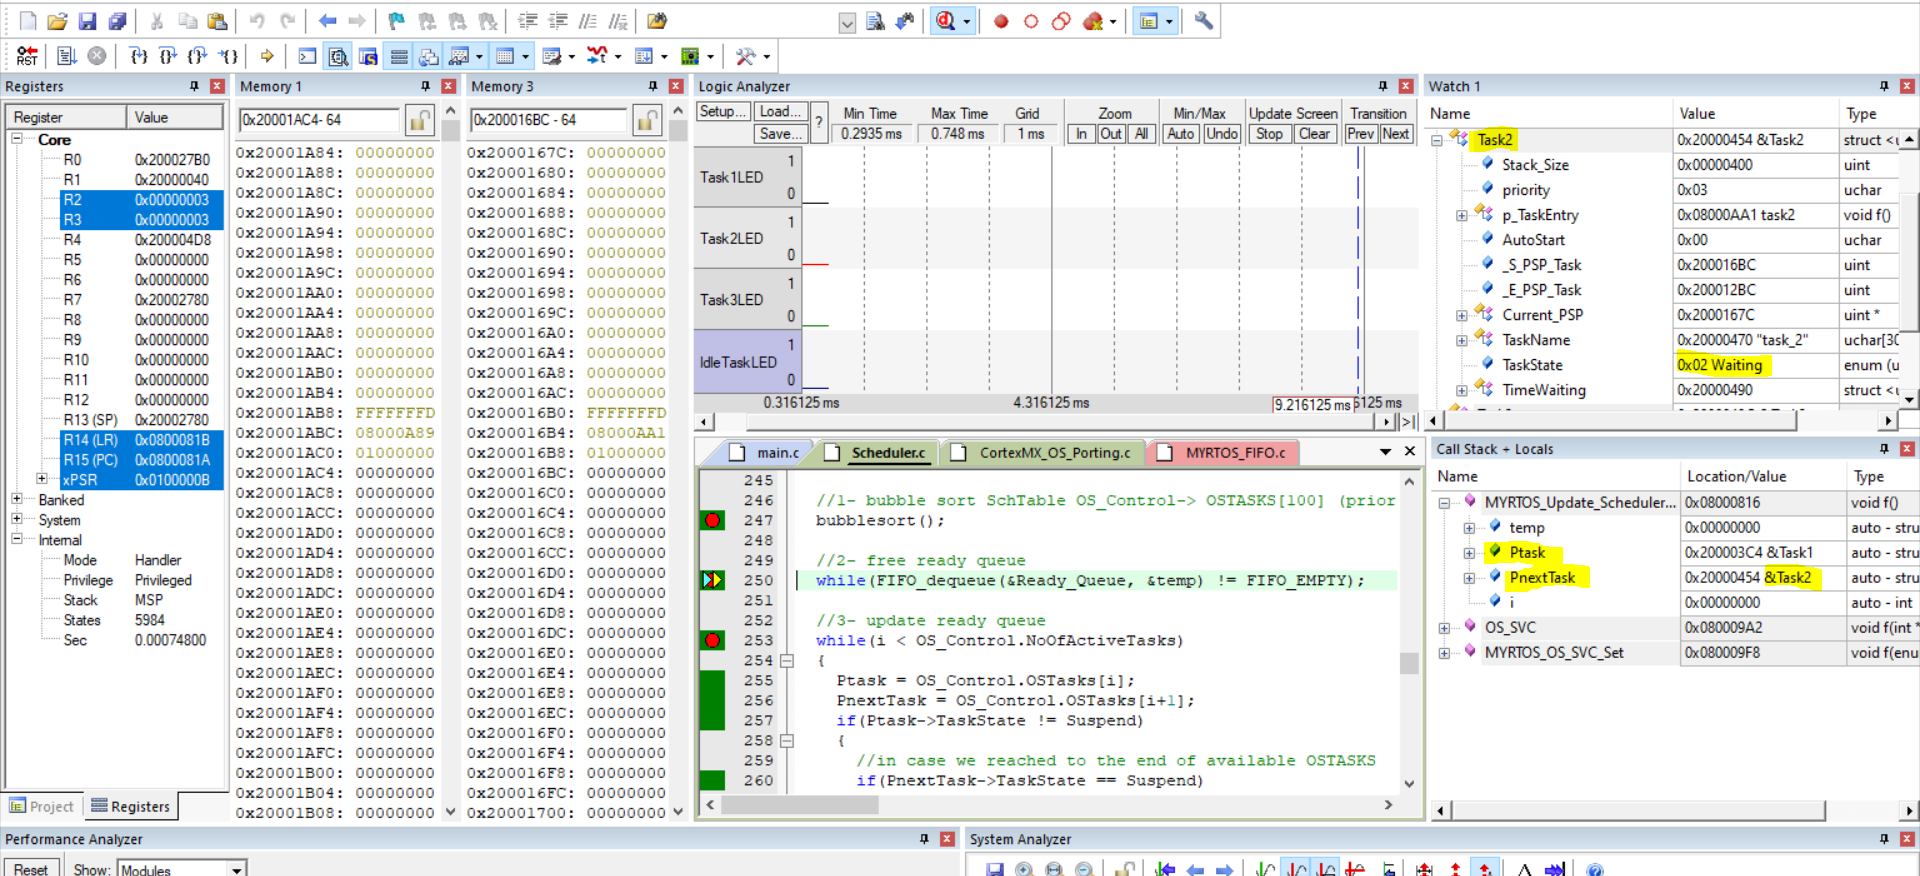 RST
Registers
Register Value
Core
R0 0x200027B0
R1 0x20000040
R2 0x00000003
R3 0x00000003
R4 0x200004D8
R5 0x00000000
R6 0x00000000
R7 0x20002780
R8 0x00000000
R9 0x00000000
R10 0x00000000
R11 0x00000000
R12 0x00000000
R13 (SP) 0x20002780
R14 (LR) 0x0800081B
R15 (PC) 0x0800081A
xPSR 0x0100000B
Banked
System
Internal
Mode Handler
Privilege Privileged
Stack MSP
States 5984
Sec 0.00074800
Project Registers
Memory 1
0x20001AC4- 64
0x20001A84: 00000000
0x20001A88: 00000000
0x20001A8C: 00000000
0x20001A90: 00000000
0x20001A94: 00000000
0x20001A98: 00000000
0x20001A9C: 00000000
0x20001AA0: 00000000
0x20001AA4: 00000000
0x20001AA8: 00000000
0x20001AAC: 00000000
0x20001AB0: 00000000
0x20001AB4: 00000000
0x20001AB8: FFFFFFFD
0x20001ABC: 08000A89
0x20001AC0: 01000000
0x20001AC4: 00000000
0x20001AC8: 00000000
0x20001ACC: 00000000
0x20001AD0: 00000000
0x20001AD4: 00000000
0x20001AD8: 00000000
0x20001ADC: 00000000
0x20001AE0: 00000000
0x20001AE4: 00000000
0x20001AE8: 00000000
0x20001AEC: 00000000
0x20001AF0: 00000000
0x20001AF4: 00000000
0x20001AF8: 00000000
0x20001AFC: 00000000
0x20001B00: 00000000
0x20001B04: 00000000
0x20001B08: 00000000
Memory 3
0x200016BC - 64
0x2000167C: 00000000
0x20001680: 00000000
0x20001684: 00000000
0x20001688: 00000000
0x2000168C: 00000000
0x20001690: 00000000
0x20001694: 00000000
0x20001698: 00000000
0x2000169C: 00000000
0x200016A0: 00000000
0x200016A4: 00000000
0x200016A8: 00000000
0x200016AC: 00000000
0x200016B0: FFFFFFFD
0x200016B4: 08000AA1
0x200016B8: 01000000
0x200016BC: 00000000
0x200016C0: 00000000
0x200016C4: 00000000
0x200016C8: 00000000
0x200016CC: 00000000
0x200016D0: 00000000
0x200016D4: 00000000
0x200016D8: 00000000
0x200016DC: 00000000
0x200016E0: 00000000
0x200016E4: 00000000
0x200016E8: 00000000
0x200016EC: 00000000
0x200016F0: 00000000
0x200016F4: 00000000
0x200016F8: 00000000
0x200016FC: 00000000
0x20001700: 00000000
Logic Analyzer
Setup... Load... ? Min Time Max Time Grid Zoom Min/Max Update Screen Transition
Save... 0.2935 ms 0.748 ms 1 ms In Out All Auto Undo Stop Clear Prev Next
1
Task1LED
0
1
Task2LED
0
1
Task3LED
0
1
IdleTaskLED
0
0.316125 ms 4.316125 ms 9.216125 ms 6125 ms
main.c Scheduler.c CortexMX_OS_Porting.c MYRTOS_FIFO.c
245
246 //1- bubble sort SchTable OS_Control-> OSTASKS[100] (prior
247 bubblesort();
248
249 //2- free ready queue
250 while(FIFO_dequeue(&Ready_Queue, &temp) != FIFO_EMPTY);
251
252 //3- update ready queue
253 while(i < OS_Control.NoOfActiveTasks)
254 {
255 Ptask = OS_Control.OSTasks[i];
256 PnextTask = OS_Control.OSTasks[i+1];
257 if(Ptask->TaskState != Suspend)
258 {
259 //in case we reached to the end of available OSTASKS
260 if(PnextTask->TaskState == Suspend)
Watch 1
Name Value Type
Task2 0x20000454 &Task2 struct <u
Stack_Size 0x00000400 uint
priority 0x03 uchar
p_TaskEntry 0x08000AA1 task2 void f()
AutoStart 0x00 uchar
_S_PSP_Task 0x200016BC uint
_E_PSP_Task 0x200012BC uint
Current_PSP 0x2000167C uint *
TaskName 0x20000470 "task_2" uchar[30
TaskState 0x02 Waiting enum (u
TimeWaiting 0x20000490 struct <u
Call Stack + Locals
Name Location/Value Type
MYRTOS_Update_Scheduler... 0x08000816 void f()
temp 0x00000000 auto - stru
Ptask 0x200003C4 &Task1 auto - stru
PnextTask 0x20000454 &Task2 auto - stru
i 0x00000000 auto - int
OS_SVC 0x080009A2 void f(int *
MYRTOS_OS_SVC_Set 0x080009F8 void f(enu
Performance Analyzer
Reset Show: Modules
System Analyzer